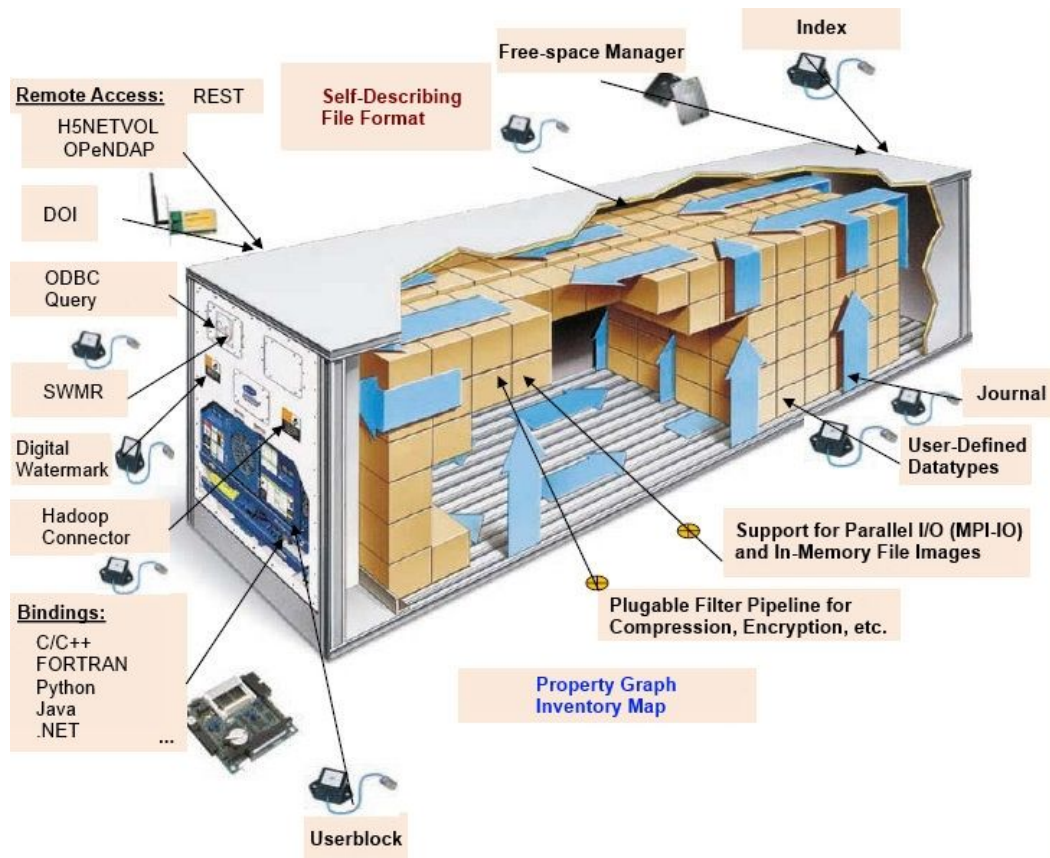 Index
Free-space Manager
Remote Access: REST
H5NETVOL
OPeNDAP
Self-Describing
File Format
DOI
ODBC
Query
SWMR
Journal
Digital
Watermark
User-Defined
Datatypes
Hadoop
Connector
Support for Parallel I/O (MPI-IO)
and In-Memory File Images
Plugable Filter Pipeline for
Compression, Encryption, etc.
Bindings:
C/C++
FORTRAN
Python
Java
.NET ...
Property Graph
Inventory Map
Userblock